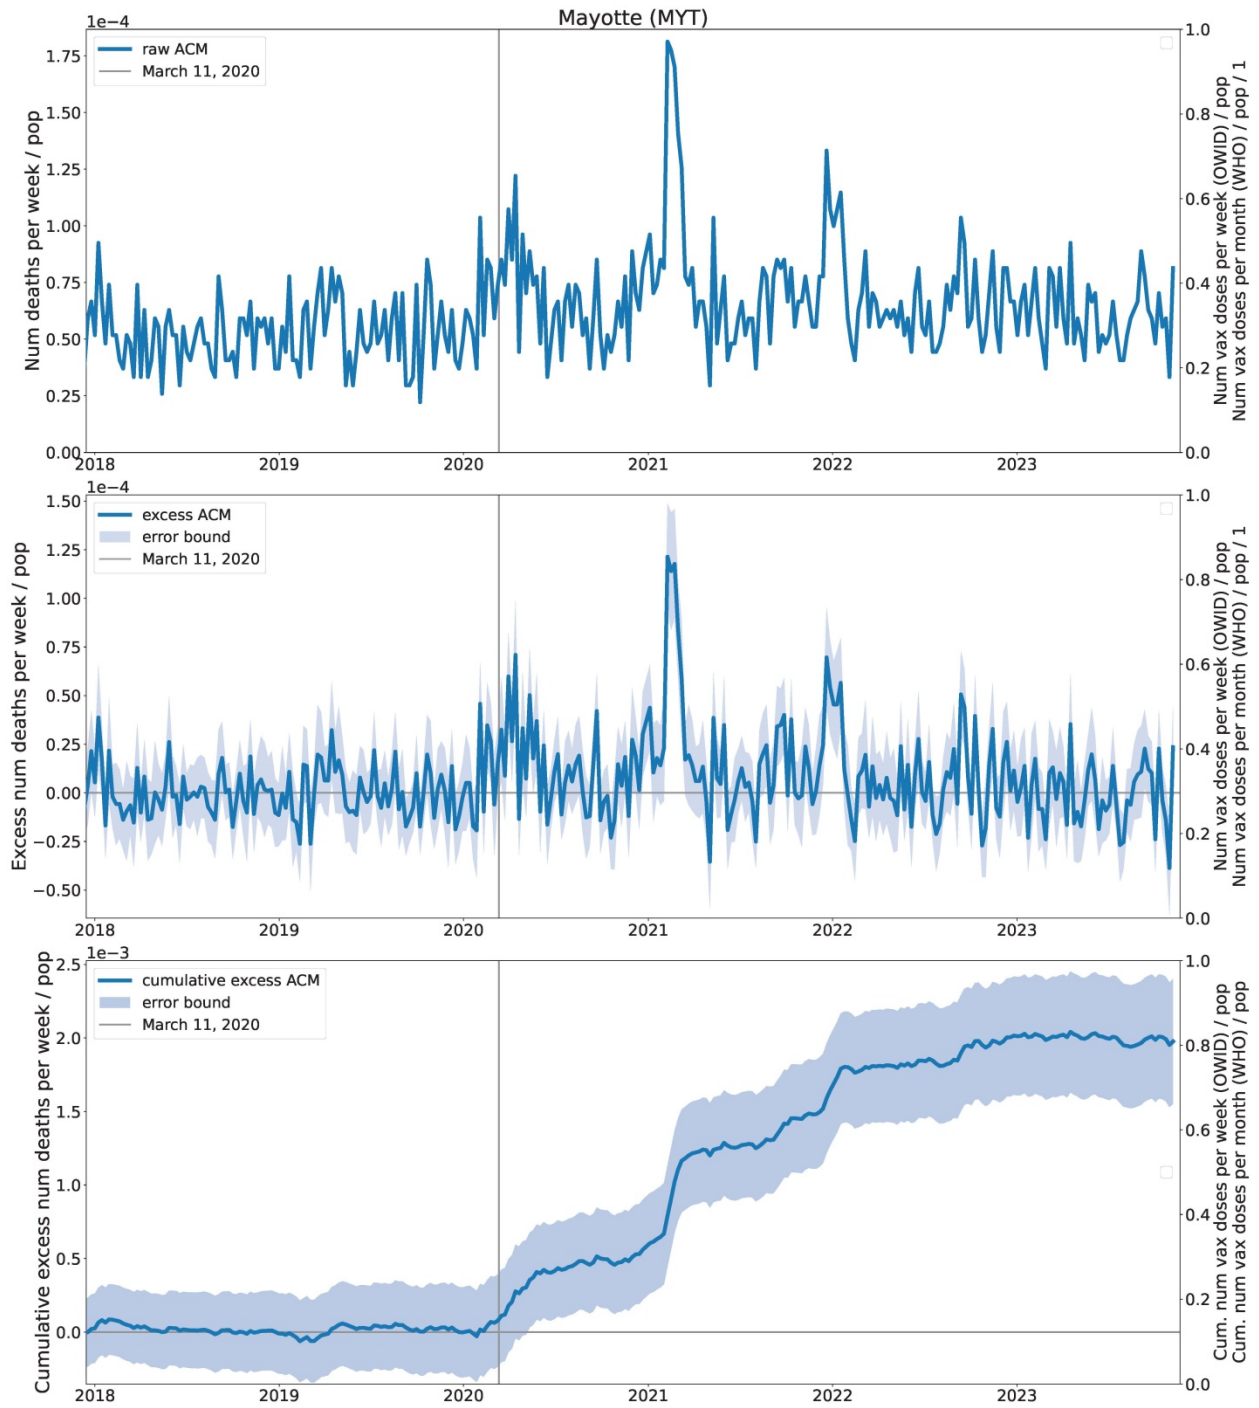 Mayotte (MYT)
1e−4
raw ACM
March 11, 2020
Num deaths per week / pop
1.75
1.50
1.25
1.00
0.75
0.50
0.25
0.00
1.0
0.8
0.6
0.4
0.2
0.0
Num vax doses per week (OWID) / pop
Num vax doses per month (WHO) / pop / 1
2018 2019 2020 2021 2022 2023
1e−4
excess ACM
error bound
March 11, 2020
Excess num deaths per week / pop
1.50
1.25
1.00
0.75
0.50
0.25
0.00
−0.25
−0.50
1.0
0.8
0.6
0.4
0.2
0.0
Num vax doses per week (OWID) / pop
Num vax doses per month (WHO) / pop / 1
2018 2019 2020 2021 2022 2023
1e−3
cumulative excess ACM
error bound
March 11, 2020
Cumulative excess num deaths per week / pop
2.5
2.0
1.5
1.0
0.5
0.0
1.0
0.8
0.6
0.4
0.2
0.0
Cum. num vax doses per week (OWID) / pop
Cum. num vax doses per month (WHO) / pop
2018 2019 2020 2021 2022 2023